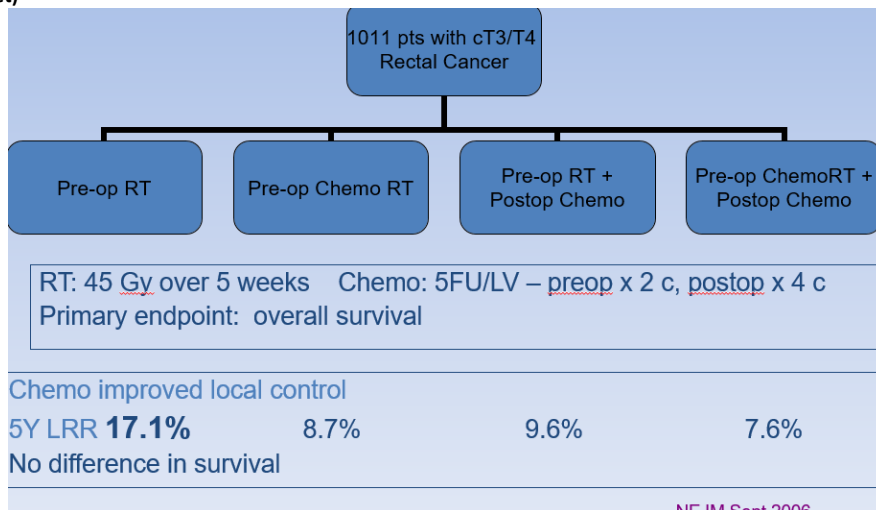 1011 pts with cT3/T4
Rectal Cancer
Pre-op RT
Pre-op Chemo RT
Pre-op RT +
Postop Chemo
Pre-op ChemoRT +
Postop Chemo
RT: 45 Gy over 5 weeks Chemo: 5FU/LV – preop x 2 c, postop x 4 c
Primary endpoint: overall survival
Chemo improved local control
5Y LRR 17.1% 8.7% 9.6% 7.6%
No difference in survival
NEJM Sept 2006